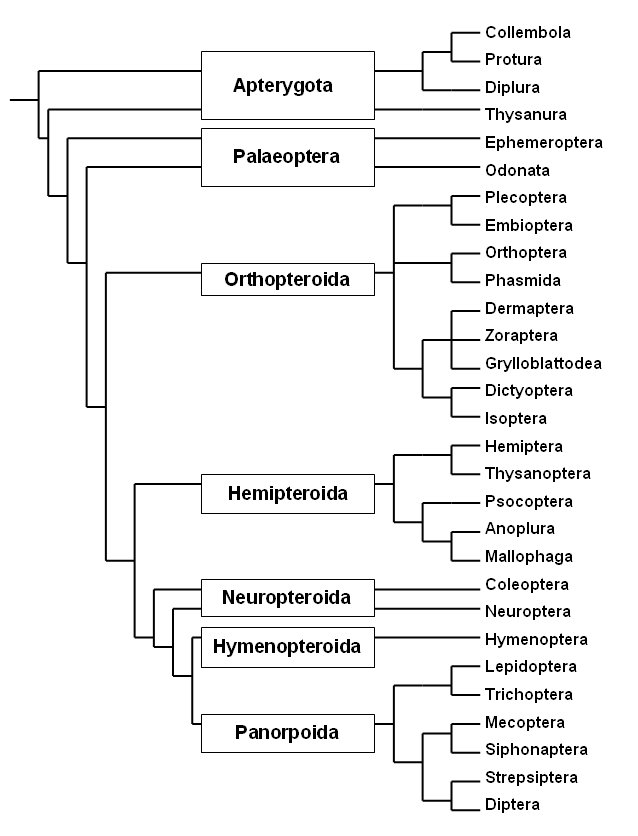 Collembola
Protura
Apterygota
Diplura
Thysanura
Ephemeroptera
Palaeoptera
Odonata
Plecoptera
Embioptera
Orthoptera
Orthopteroida
Phasmida
Dermaptera
Zoraptera
Grylloblattodea
Dictyoptera
Isoptera
Hemiptera
Thysanoptera
Hemipteroida
Psocoptera
Anoplura
Mallophaga
Coleoptera
Neuropteroida
Neuroptera
Hymenoptera
Hymenopteroida
Lepidoptera
Trichoptera
Mecoptera
Panorpoida
Siphonaptera
Strepsiptera
Diptera